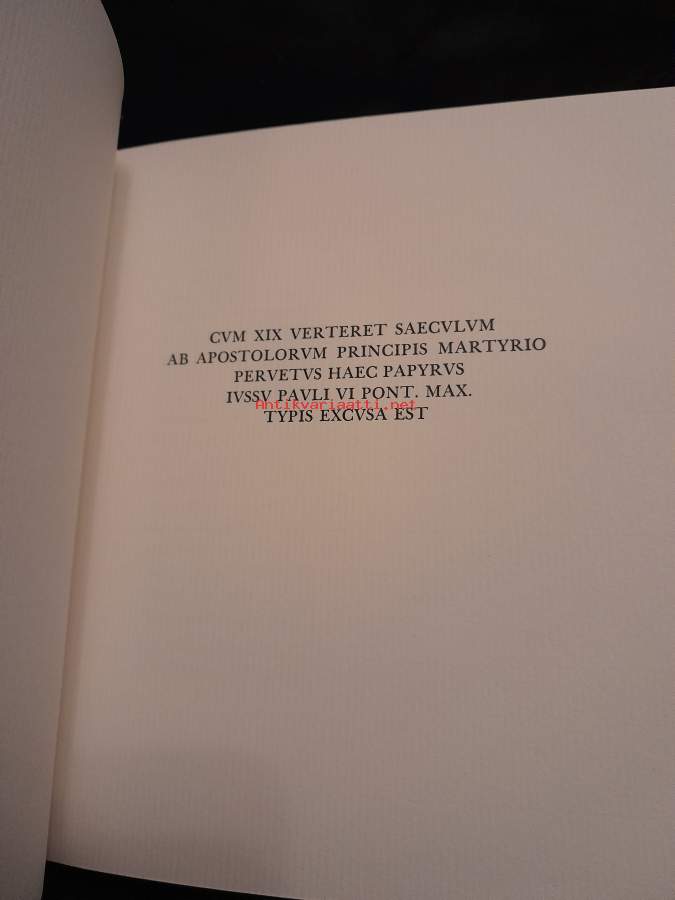 CVM XIX VERTERET SAECVLVM
AB APOSTOLORVM PRINCIPIS MARTYRIO
PERVETVS HAEC PAPYRVS
IVSSV PAVLI VI PONT. MAX.
Antikvariaatti.net
TYPIS EXCVSA EST